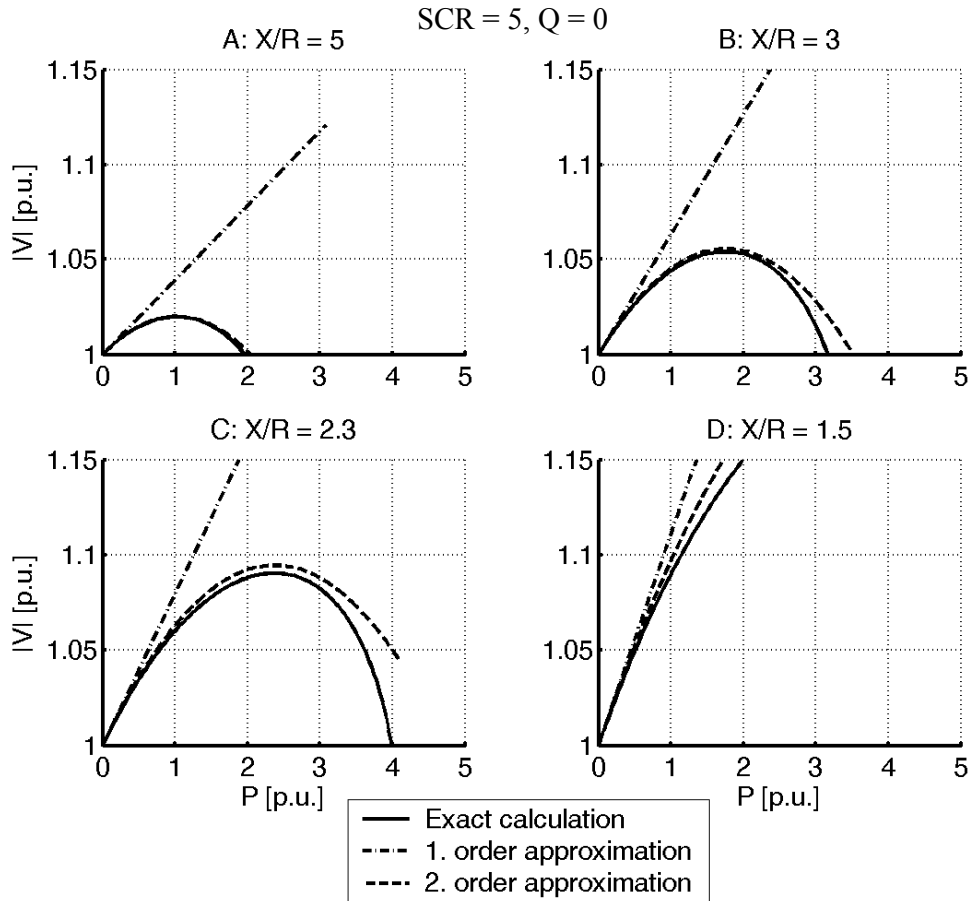 SCR = 5, Q = 0
A: X/R = 5
B: X/R = 3
1.15
1.1
1.05
1
|V| [p.u.]
0 1 2 3 4 5
1.15
1.1
1.05
1
0 1 2 3 4 5
C: X/R = 2.3
D: X/R = 1.5
1.15
1.1
1.05
1
|V| [p.u.]
0 1 2 3 4 5
P [p.u.]
1.15
1.1
1.05
1
0 1 2 3 4 5
P [p.u.]
Exact calculation
1. order approximation
2. order approximation